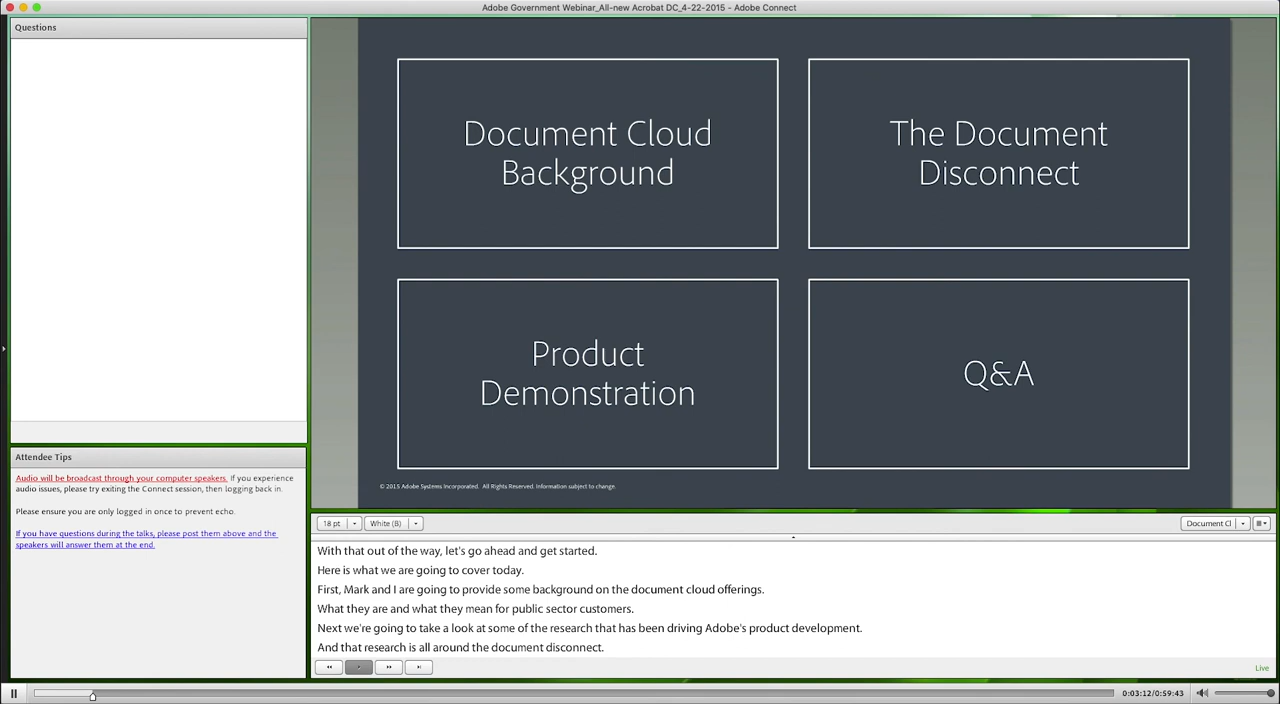 Adobe Government Webinar_All-new Acrobat DC_4-22-2015 - Adobe Connect
Questions
Document Cloud
Background
The Document
Disconnect
Product
Demonstration
Q&A
© 2015 Adobe Systems Incorporated. All Rights Reserved. Information subject to change.
Attendee Tips
Audio will be broadcast through your computer speakers. If you experience
audio issues, please try exiting the Connect session, then logging back in.
Please ensure you are only logged in once to prevent echo.
If you have questions during the talks, please post them above and the
speakers will answer them at the end.
18 pt
White (B)
Document Cl
With that out of the way, let's go ahead and get started.
Here is what we are going to cover today.
First, Mark and I are going to provide some background on the document cloud offerings.
What they are and what they mean for public sector customers.
Next we're going to take a look at some of the research that has been driving Adobe's product development.
And that research is all around the document disconnect.
Live
0:03:12/0:59:43